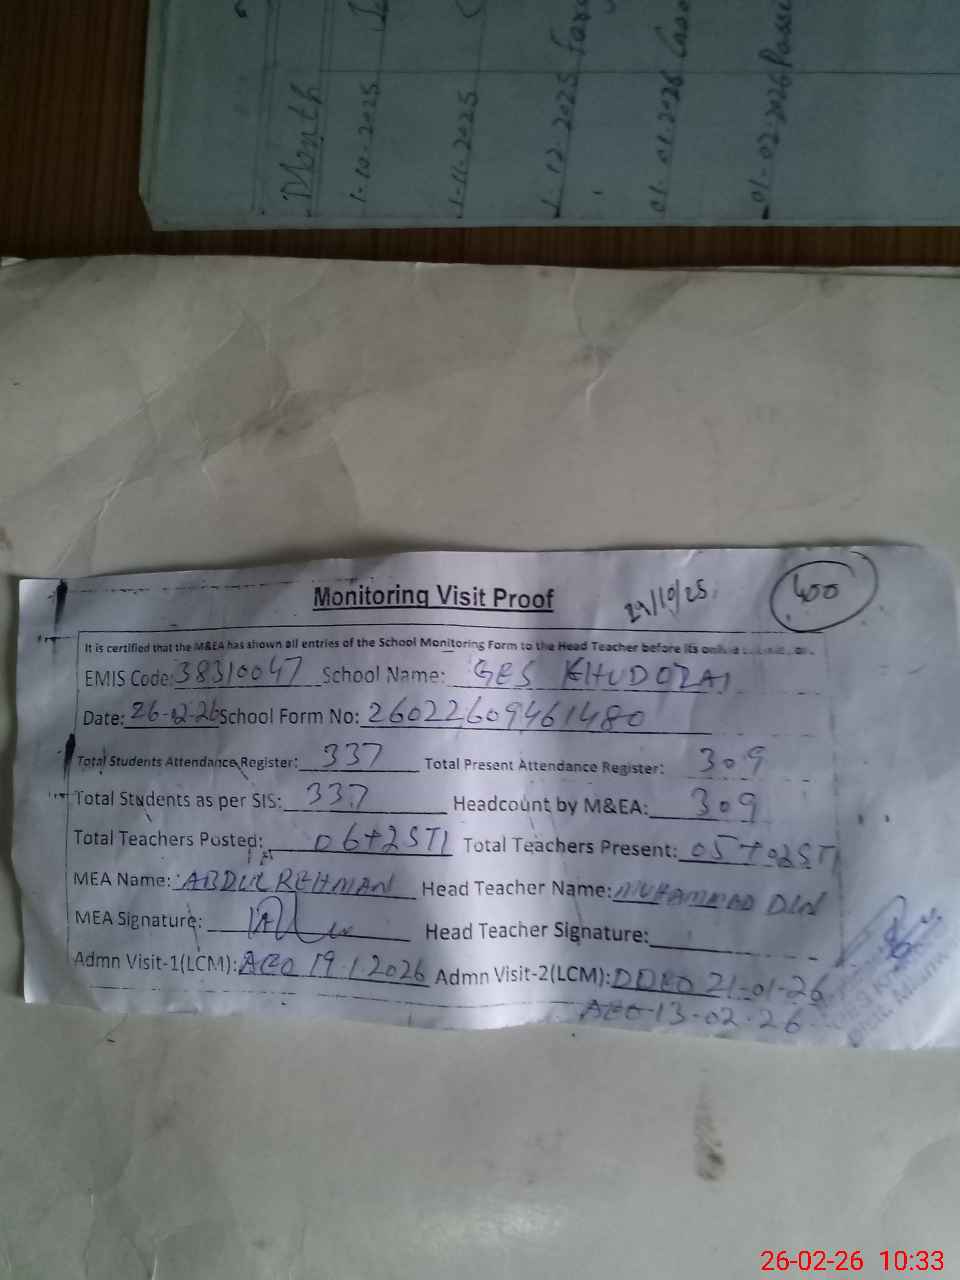 Month
1-10-2025
1-11-2025
1-12-2025
01-01-2026
01-02-2026
Monitoring Visit Proof
29/10/25
400
It is certified that the M&EA has shown all entries of the School Monitoring Form to the Head Teacher before its
EMIS Code: 38310047 School Name: GES KHUDOZAI
Date: 26-02-26 School Form No: 26022609461480
Total Students Attendance Register: 337 Total Present Attendance Register: 309
Total Students as per SIS: 337 Headcount by M&EA: 309
Total Teachers Posted: 06+2STI Total Teachers Present: 05+02STI
MEA Name: ABDUL REHMAN Head Teacher Name: MUHAMMAD DIN
MEA Signature: Head Teacher Signature:
Admn Visit-1(LCM): AEO 19.1.2026 Admn Visit-2(LCM): DDEO 21-01-26
AEO-13-02-26
26-02-26 10:33